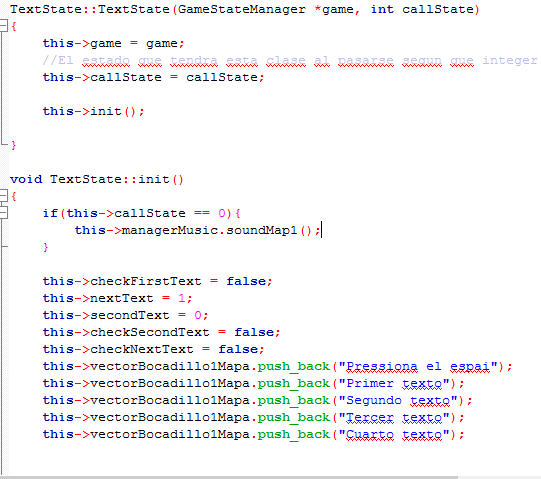 TextState::TextState(GameStateManager *game, int callState)
{
    this->game = game;
    //El estado que tendra esta clase al pasarse segun que integer
    this->callState = callState;

    this->init();

}

void TextState::init()
{
    if(this->callState == 0){
        this->managerMusic.soundMap1();
    }

    this->checkFirstText = false;
    this->nextText = 1;
    this->secondText = 0;
    this->checkSecondText = false;
    this->checkNextText = false;
    this->vectorBocadillo1Mapa.push_back("Pressiona el espai");
    this->vectorBocadillo1Mapa.push_back("Primer texto");
    this->vectorBocadillo1Mapa.push_back("Segundo texto");
    this->vectorBocadillo1Mapa.push_back("Tercer texto");
    this->vectorBocadillo1Mapa.push_back("Cuarto texto");